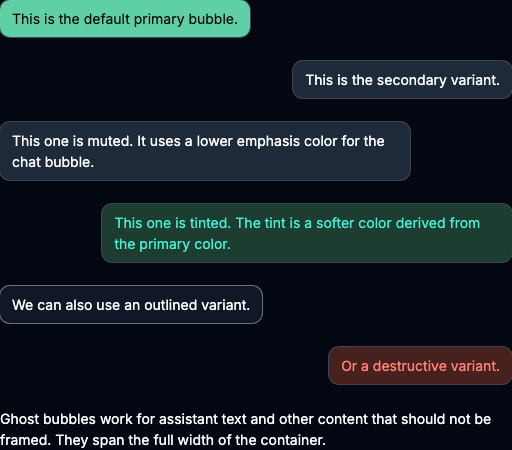 This is the default primary bubble.
This is the secondary variant.
This one is muted. It uses a lower emphasis color for the
chat bubble.
This one is tinted. The tint is a softer color derived from
the primary color.
We can also use an outlined variant.
Or a destructive variant.
Ghost bubbles work for assistant text and other content that should not be
framed. They span the full width of the container.